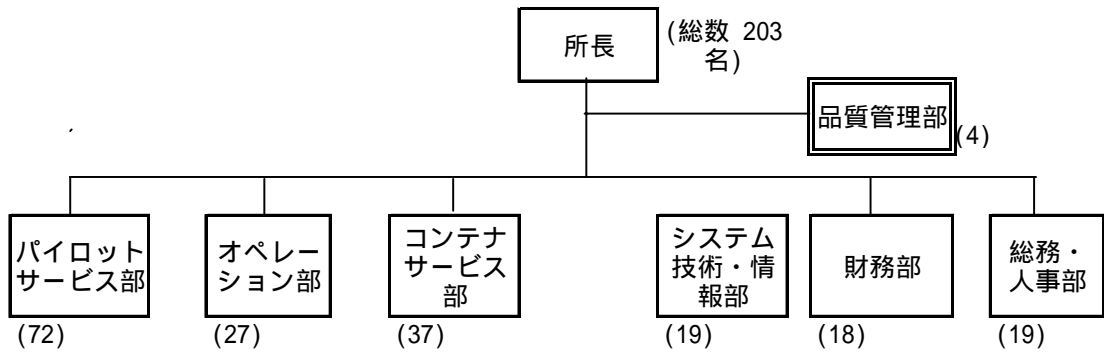 所長
(総数 203
名)
品質管理部
(4)
パイロット
サービス部
(72)
オペレー
ション部
(27)
コンテナ
サービス
部
(37)
システム
技術・情
報部
(19)
財務部
(18)
総務・
人事部
(19)